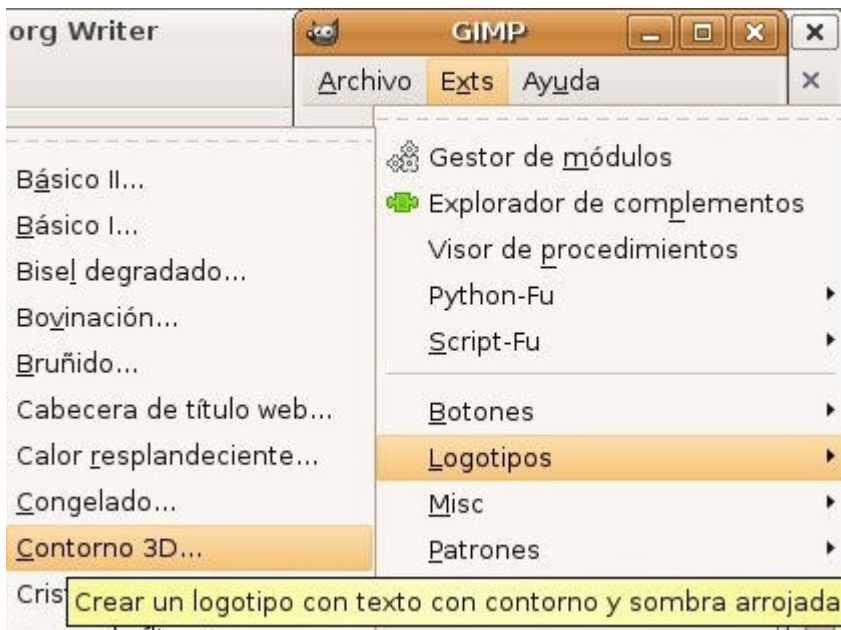 org Writer
GIMP
Archivo Exts Ayuda
Gestor de módulos
Explorador de complementos
Visor de procedimientos
Python-Fu
Script-Fu
Botones
Logotipos
Misc
Patrones
Básico II...
Básico I...
Bisel degradado...
Bovinación...
Bruñido...
Cabecera de título web...
Calor resplandeciente...
Congelado...
Contorno 3D...
Cris
Crear un logotipo con texto con contorno y sombra arrojada